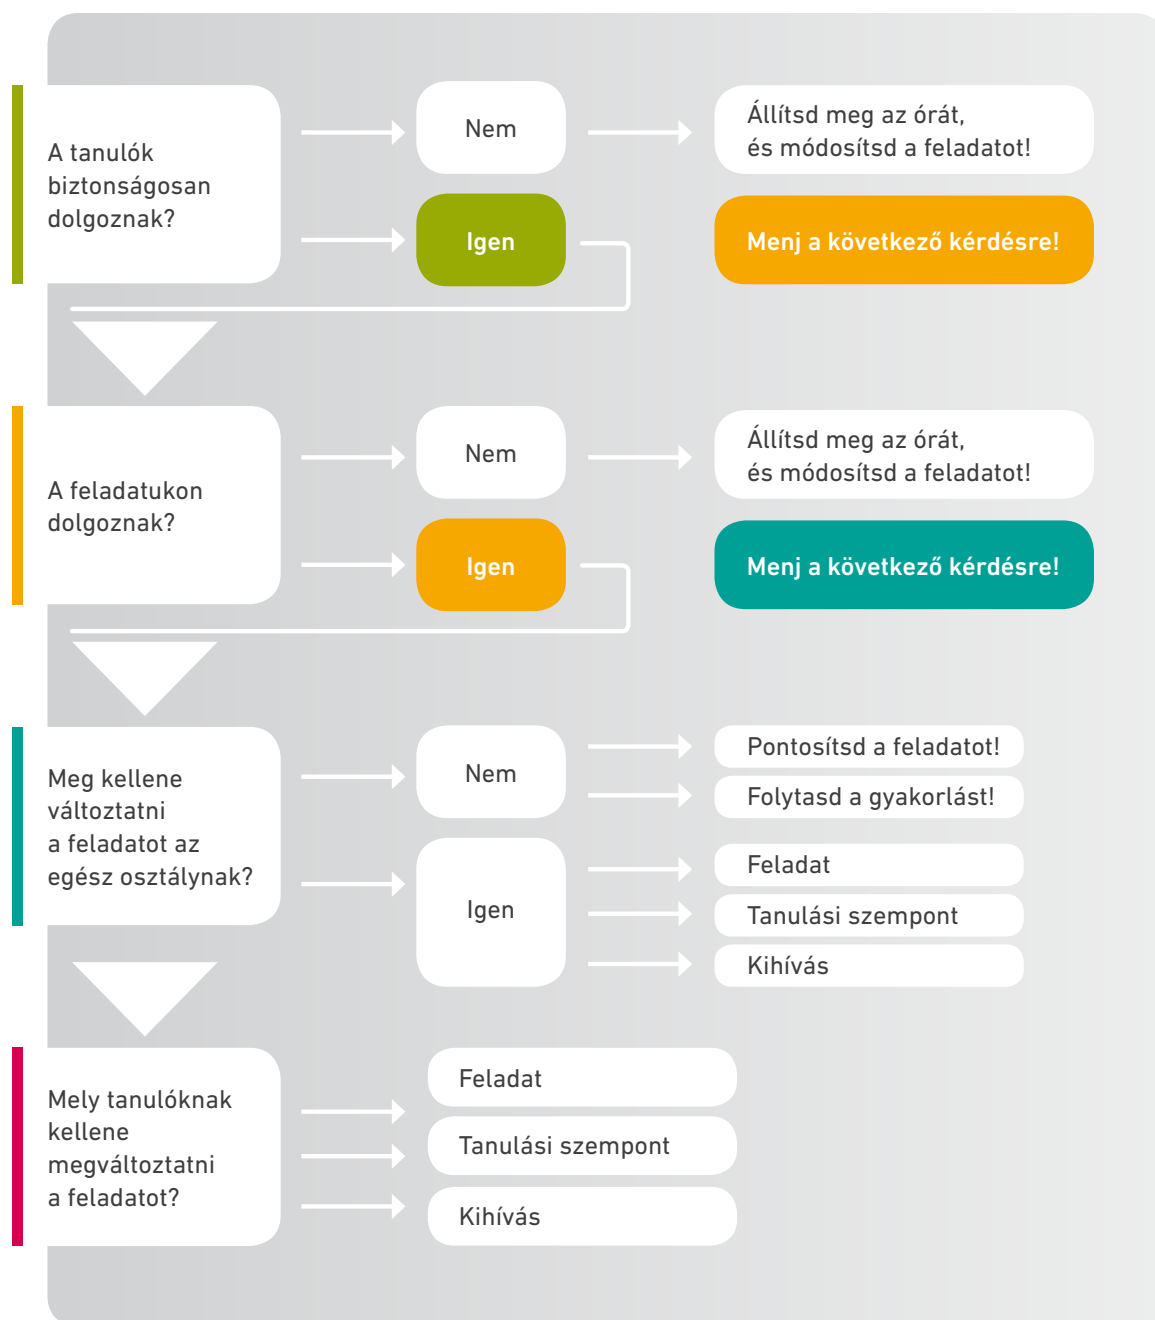 A tanulók
biztonságosan
dolgoznak?
Nem
Állítsd meg az órát,
és módosítsd a feladatot!
Igen
Menj a következő kérdésre!
A feladatukon
dolgoznak?
Nem
Állítsd meg az órát,
és módosítsd a feladatot!
Igen
Menj a következő kérdésre!
Meg kellene
változtatni
a feladatot az
egész osztálynak?
Nem
Pontosítsd a feladatot!
Folytasd a gyakorlást!
Igen
Feladat
Tanulási szempont
Kihívás
Mely tanulóknak
kellene
megváltoztatni
a feladatot?
Feladat
Tanulási szempont
Kihívás